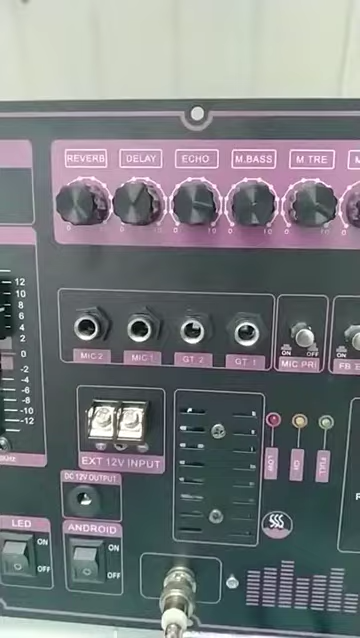 REVERB DELAY ECHO M.BASS M.TRE M
0 10 0 10 0 10 0 10 0 10
12
10
8
6
4
2
0
-2
-4
-6
-8
-10
-12
MIC 2 MIC 1 GT 2 GT 1
ON OFF
MIC PRI
ON
FB E
EXT 12V INPUT
DC 12V OUTPUT
LOW
CH
FULL
LED
ON
OFF
ANDROID
ON
OFF